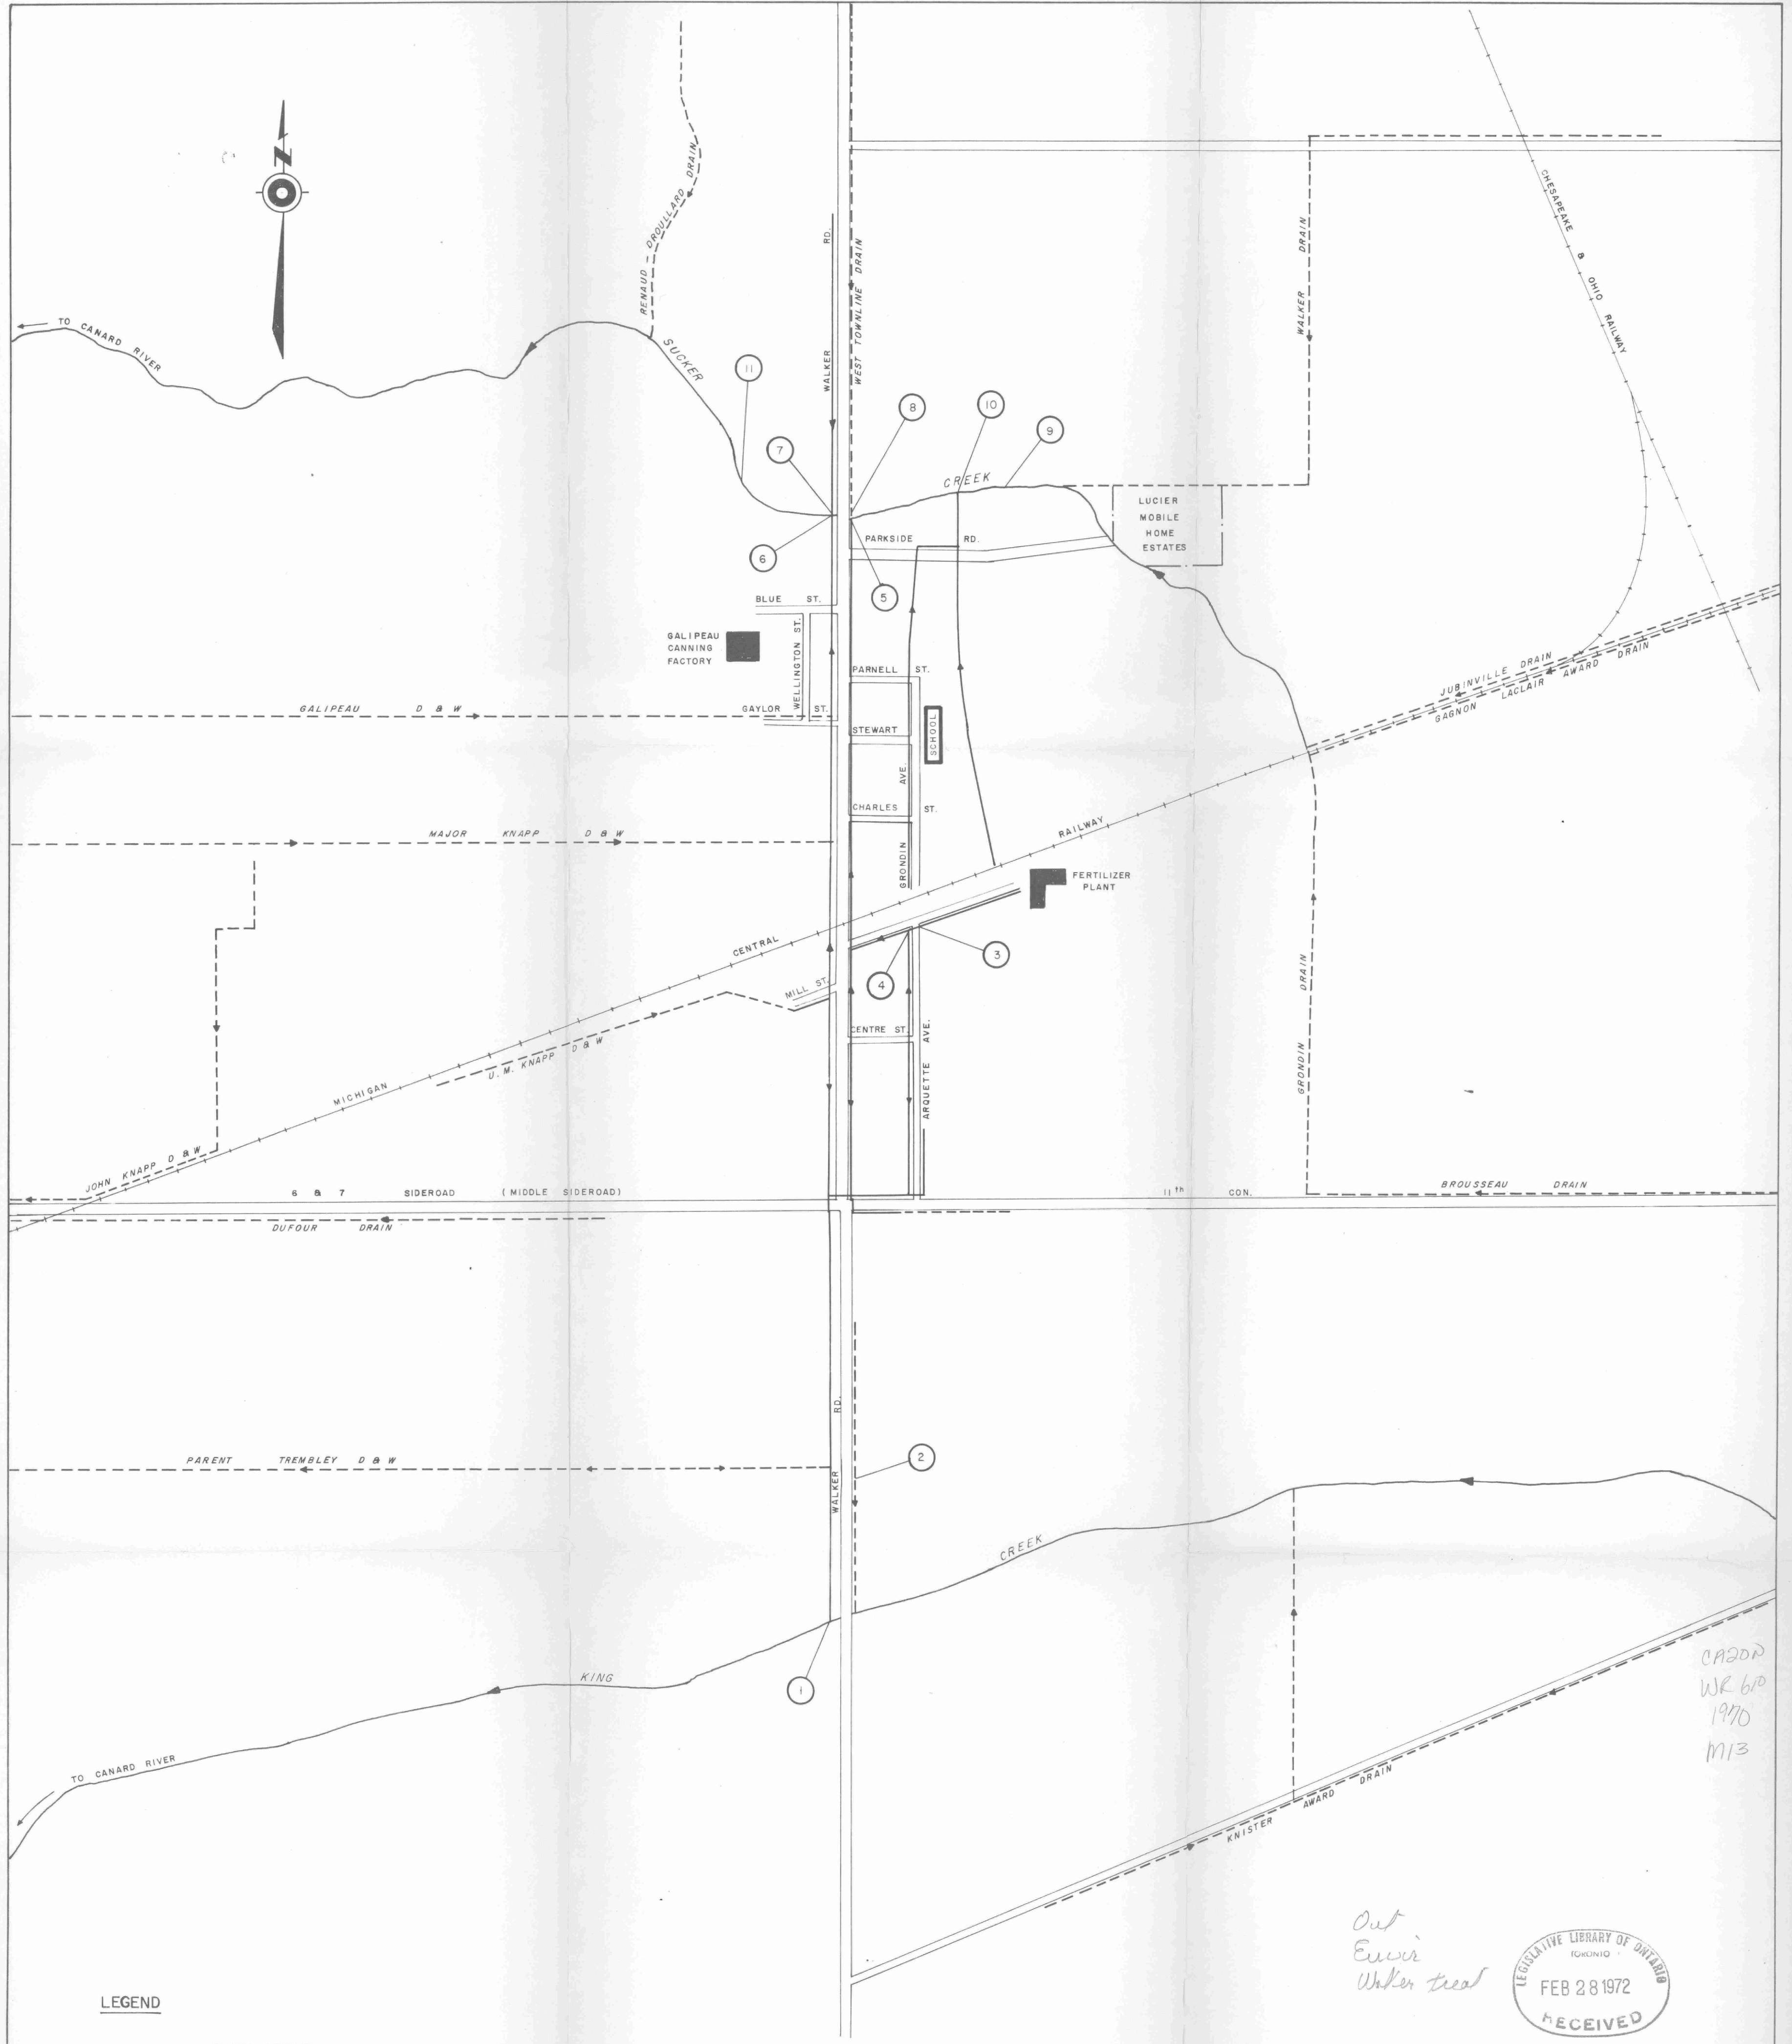 N
RENAUD - DROULLARD DRAIN
WALKER RD.
WEST TOWNLINE DRAIN
WALKER DRAIN
CHESAPEAKE & OHIO RAILWAY
TO CANARD RIVER
SUCKER
11
8
10
9
7
CREEK
LUCIER
MOBILE
HOME
ESTATES
PARKSIDE RD.
6
5
BLUE ST.
GALIPEAU
CANNING
FACTORY
WELLINGTON ST.
PARNELL ST.
JUBINVILLE DRAIN
GAGNON LACLAIR AWARD DRAIN
GALIPEAU D & W
GAYLOR ST.
STEWART
SCHOOL
GRONDIN AVE.
CHARLES ST.
MAJOR KNAPP D & W
RAILWAY
FERTILIZER
PLANT
CENTRAL
3
4
MILL ST.
CENTRE ST.
GRONDIN DRAIN
U. M. KNAPP D & W
ARQUETTE AVE.
MICHIGAN
JOHN KNAPP D & W
6 & 7 SIDEROAD (MIDDLE SIDEROAD)
11th CON.
BROUSSEAU DRAIN
DUFOUR DRAIN
WALKER RD.
PARENT TREMBLEY D & W
2
CREEK
KING
1
CA2ON
WR 610
1970
M13
TO CANARD RIVER
KNISTER AWARD DRAIN
Out
Water treat
LEGISLATIVE LIBRARY OF ONTARIO
TORONTO
FEB 28 1972
RECEIVED
LEGEND